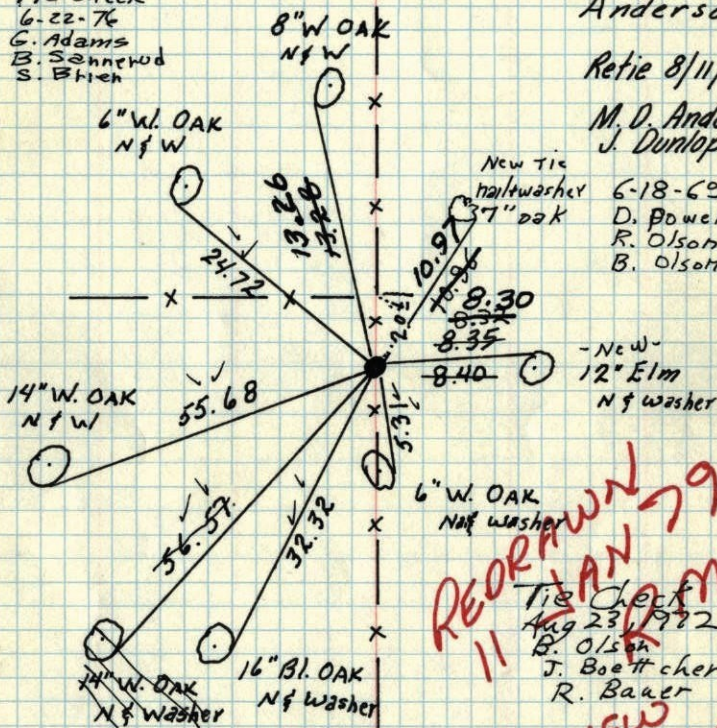 6-22-76
G. Adams
B. Sannerud
S. Brien
8" W OAK
N & W
Retie 8/11/
6" W. OAK
N & W
M. D.
J. Dunlop
New Tie
nail+washer
7" oak
6-18-69
D. Power
R. Olson
B. Olson
13.26
24.72
10.97
8.30
8.35
8.40
-New-
12" Elm
N & washer
14" W. OAK
N & W
55.68
5.31
6" W. OAK
Nail washer
56.57
32.32
REDRAWN
11 JAN 79
Tie Check
Aug 23, 1972
B. Olson
J. Boettcher
R. Bauer
14" W. OAK
N & Washer
16" Bl. OAK
N & Washer